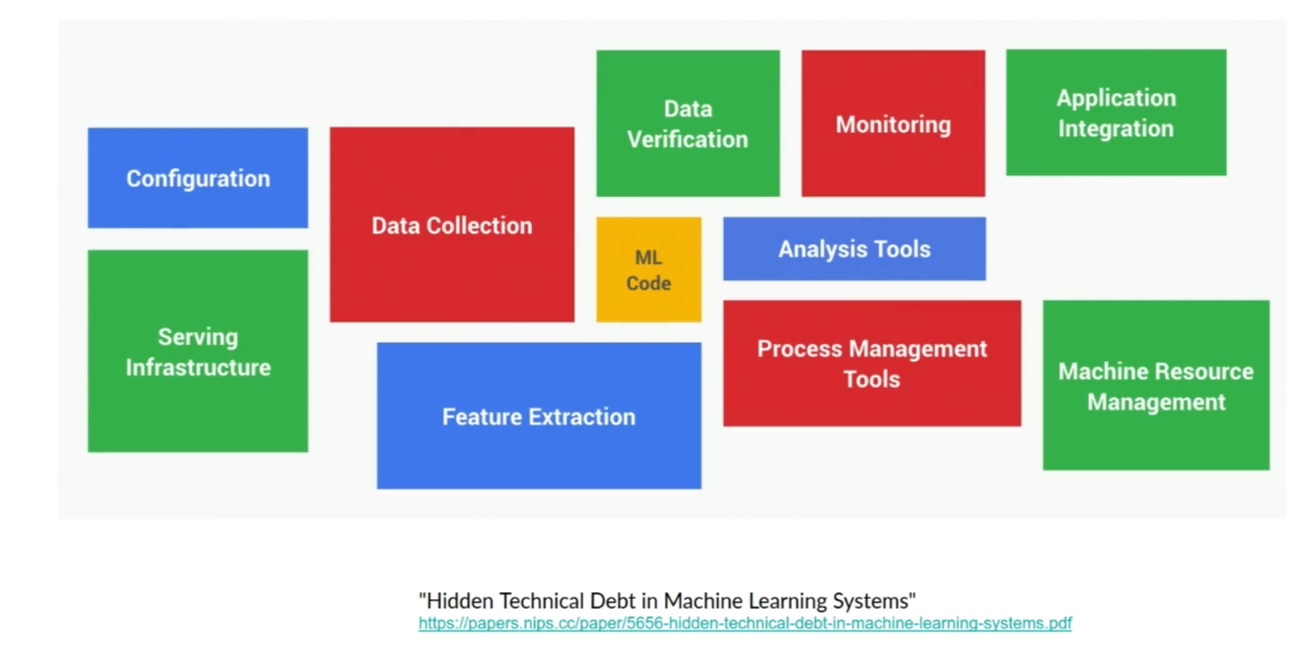 Data
Verification
Monitoring
Application
Integration
Configuration
Data Collection
ML
Code
Analysis Tools
Serving
Infrastructure
Feature Extraction
Process Management
Tools
Machine Resource
Management
"Hidden Technical Debt in Machine Learning Systems"
https://papers.nips.cc/paper/5656-hidden-technical-debt-in-machine-learning-systems.pdf